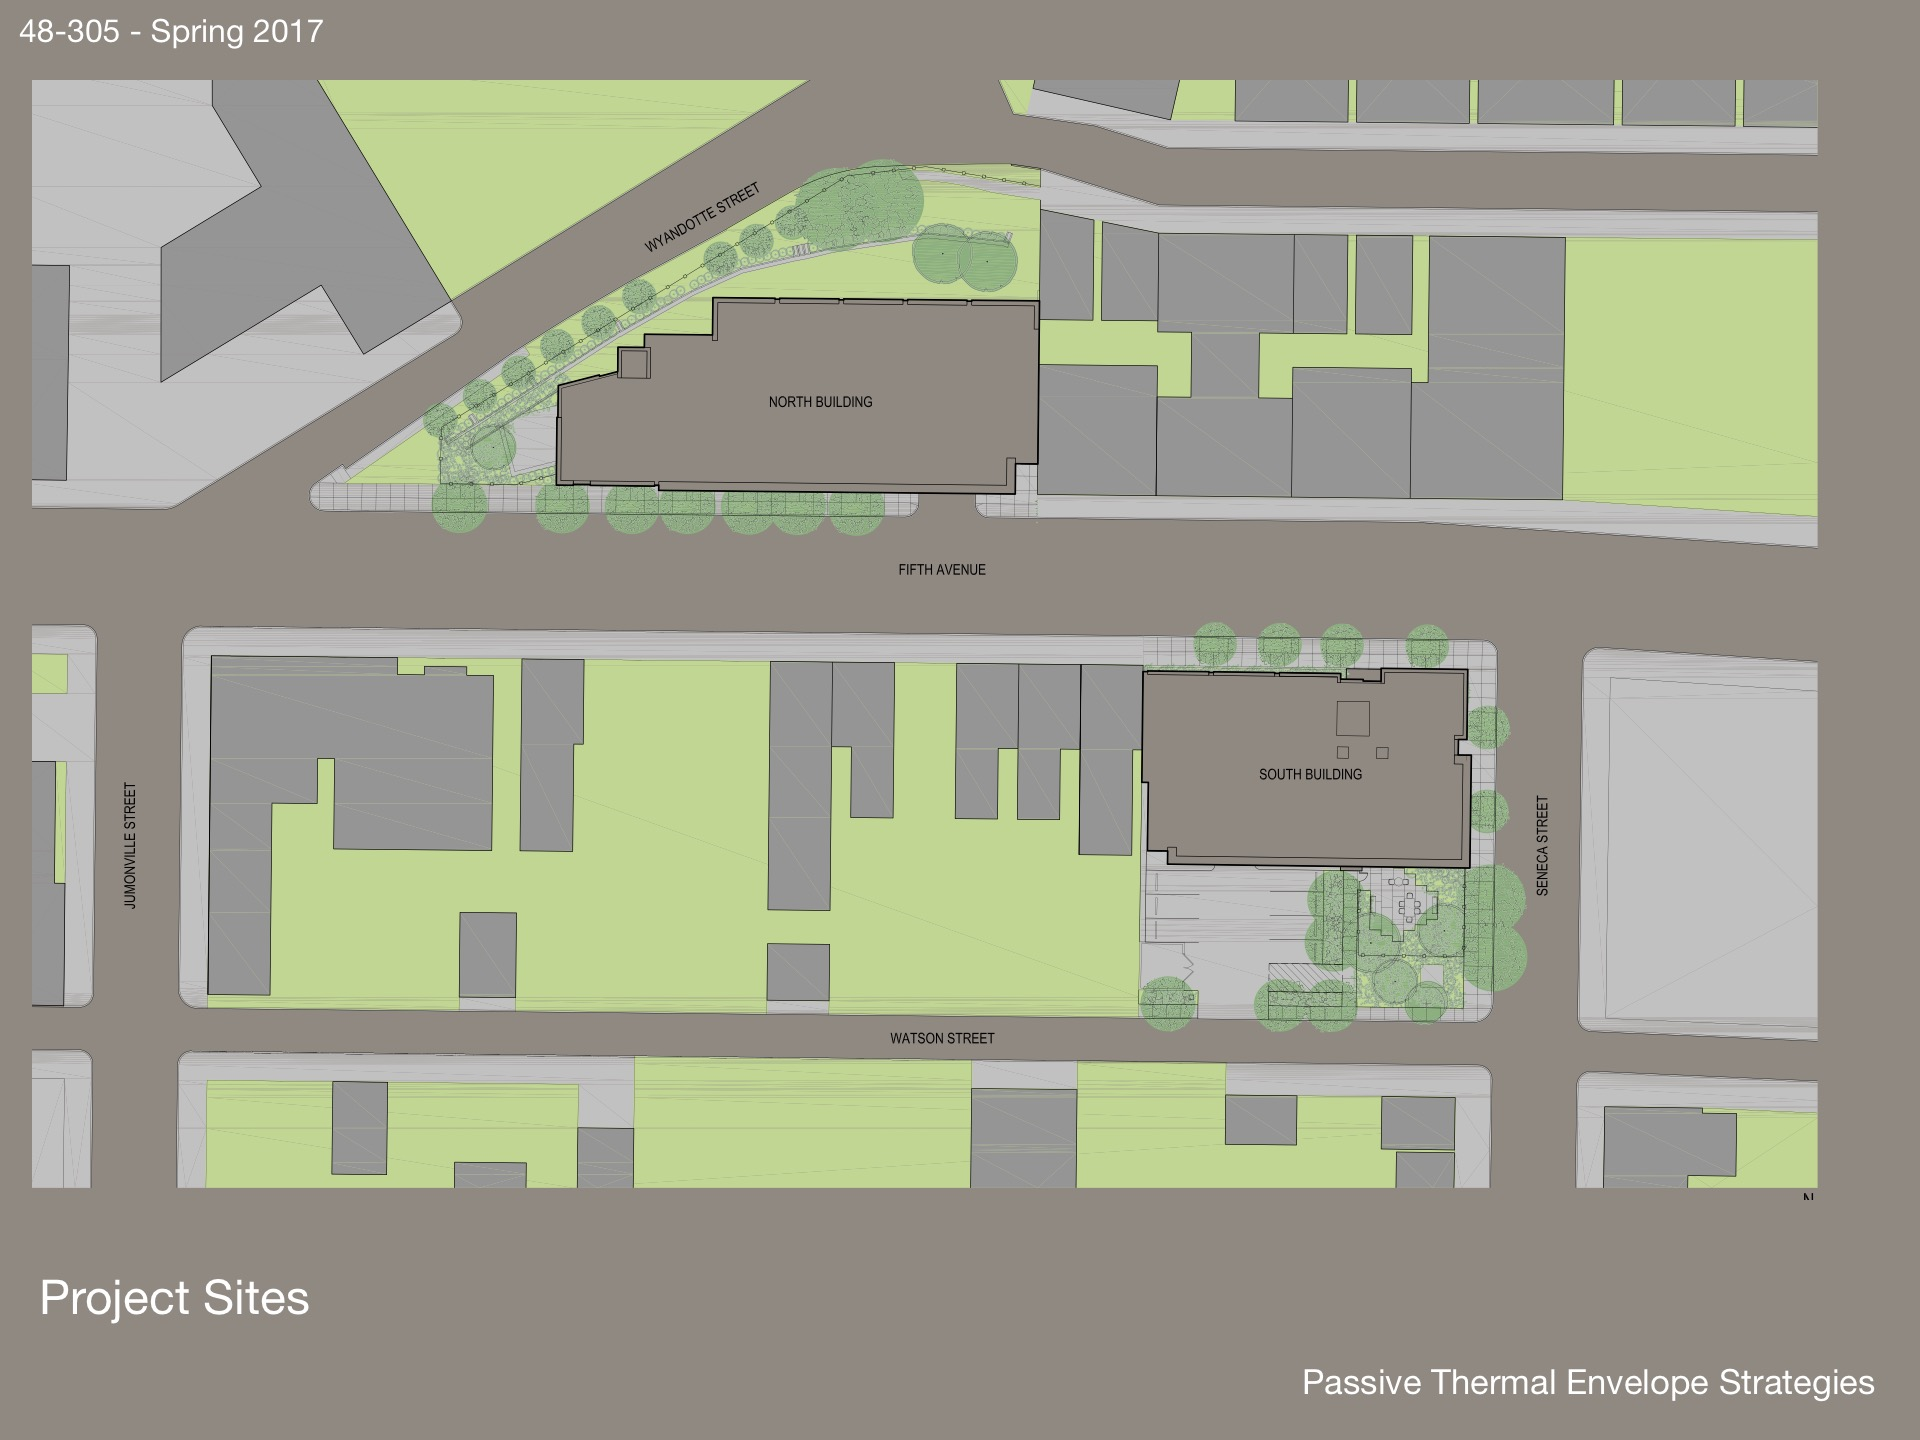 48-305 - Spring 2017
WYANDOTTE STREET
NORTH BUILDING
FIFTH AVENUE
SOUTH BUILDING
JUMONVILLE STREET
SENECA STREET
WATSON STREET
N
Project Sites
Passive Thermal Envelope Strategies